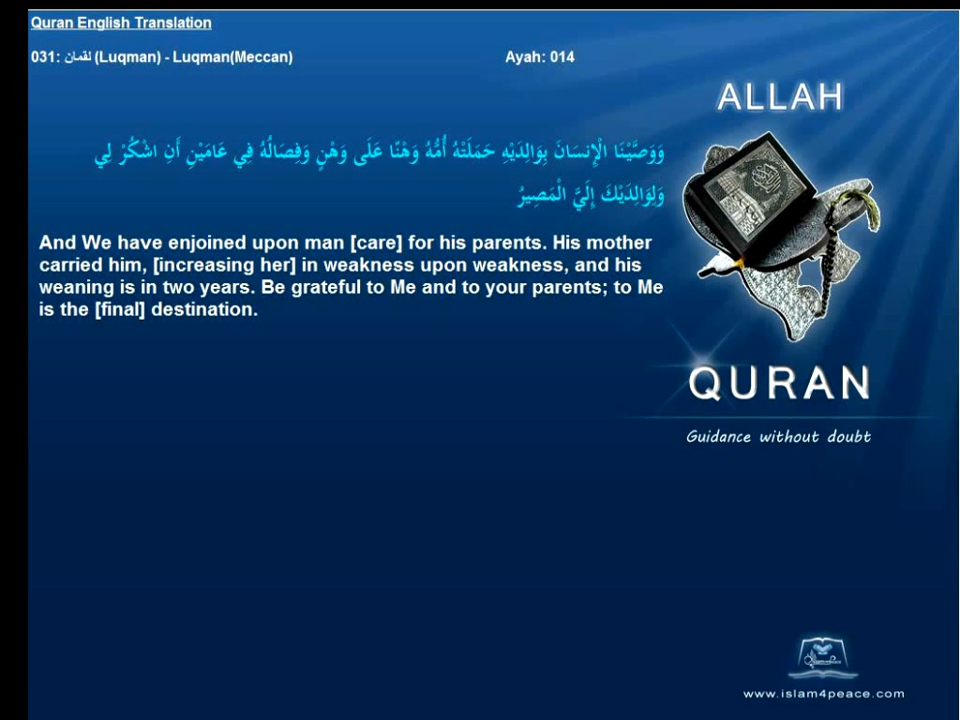 Quran English Translation
031: لقمان (Luqman) - Luqman(Meccan) Ayah: 014
ALLAH
وَوَصَّيْنَا الْإِنسَانَ بِوَالِدَيْهِ حَمَلَتْهُ أُمُّهُ وَهْنًا عَلَى وَهْنٍ وَفِصَالُهُ فِي عَامَيْنِ أَنِ اشْكُرْ لِي
وَلِوَالِدَيْكَ إِلَيَّ الْمَصِيرُ
And We have enjoined upon man [care] for his parents. His mother
carried him, [increasing her] in weakness upon weakness, and his
weaning is in two years. Be grateful to Me and to your parents; to Me
is the [final] destination.
QURAN
Guidance without doubt
www.islam4peace.com